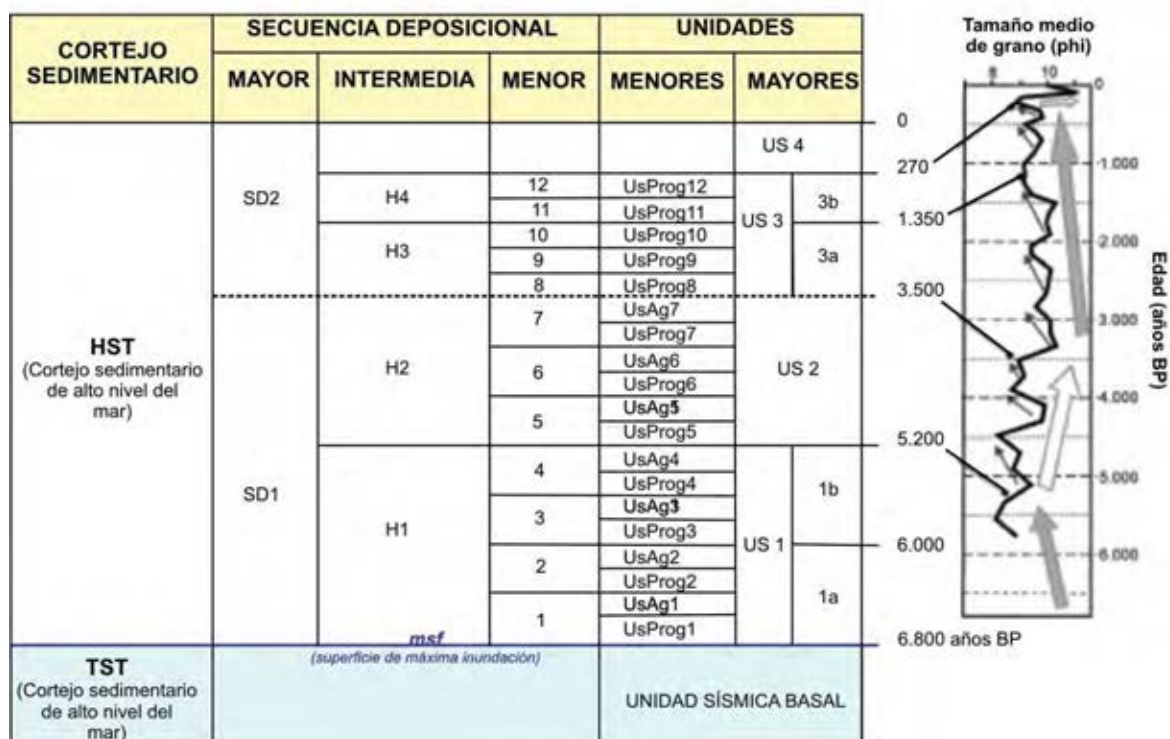 CORTEJO
SEDIMENTARIO
SECUENCIA DEPOSICIONAL
UNIDADES
MAYOR
INTERMEDIA
MENOR
MENORES
MAYORES
HST
(Cortejo sedimentario
de alto nivel del
mar)
SD2
US 4
H4
12
UsProg12
11
UsProg11
US 3
3b
H3
10
UsProg10
9
UsProg9
8
UsProg8
3a
SD1
H2
7
UsAg7
UsProg7
6
UsAg6
UsProg6
5
UsAg5
UsProg5
US 2
H1
4
UsAg4
UsProg4
3
UsAg3
UsProg3
2
UsAg2
UsProg2
1
UsAg1
UsProg1
US 1
1b
1a
msf
(superficie de máxima inundación)
TST
(Cortejo sedimentario
de alto nivel del
mar)
UNIDAD SÍSMICA BASAL
0
270
1.350
3.500
5.200
6.000
6.800 años BP
Tamaño medio
de grano (phi)
8
10
0
1.000
2.000
3.000
4.000
5.000
6.000
Edad (años BP)